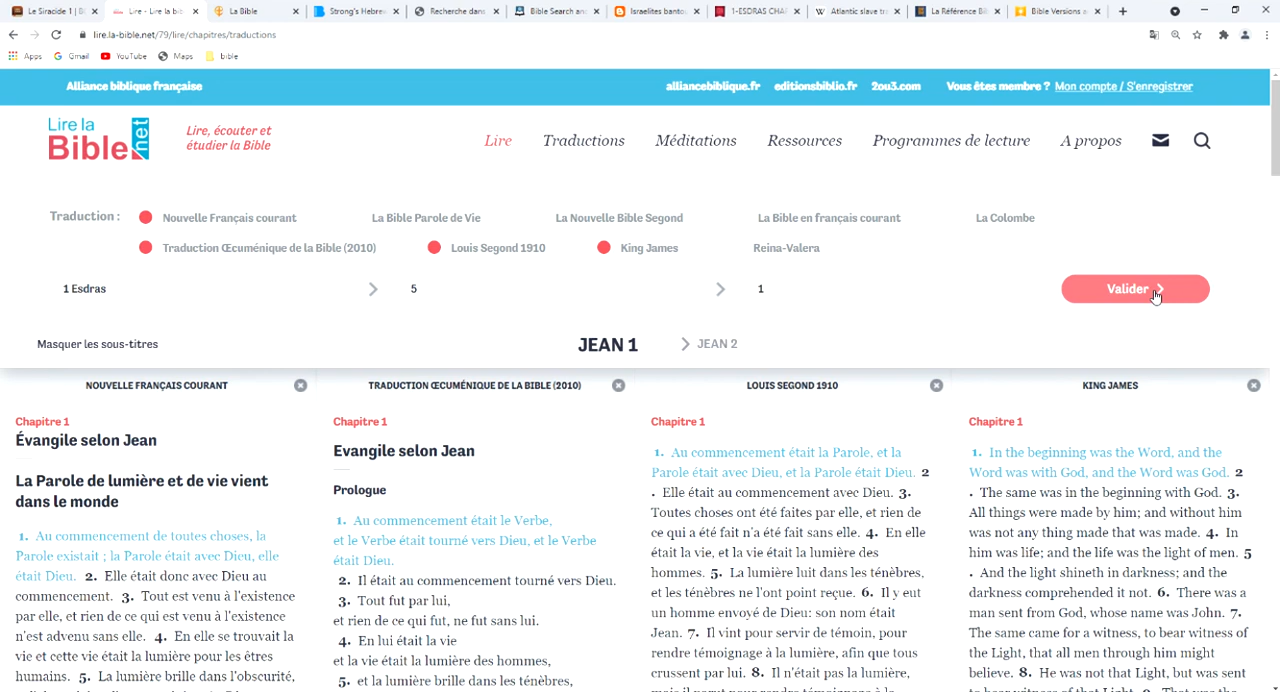 Le Siracide 1 | B
Lire - Lire la bib
La Bible
Strong's Hebrew
Recherche dans
Bible Search an
Israelites bantou
1-ESDRAS CHA
Atlantic slave tr
La Référence Bi
Bible Versions a
lire.la-bible.net/79/lire/chapitres/traductions
Apps Gmail YouTube Maps bible
Alliance biblique française alliancebiblique.fr editionsbiblio.fr 2ou3.com Vous êtes membre ? Mon compte / S'enregistrer
Lire la
Bible.net
Lire, écouter et
étudier la Bible
Lire Traductions Méditations Ressources Programmes de lecture A propos
Traduction : Nouvelle Français courant La Bible Parole de Vie La Nouvelle Bible Segond La Bible en français courant La Colombe
Traduction Œcuménique de la Bible (2010) Louis Segond 1910 King James Reina-Valera
1 Esdras 5 1 Valider
Masquer les sous-titres JEAN 1 JEAN 2
NOUVELLE FRANÇAIS COURANT
Chapitre 1
Évangile selon Jean
La Parole de lumière et de vie vient
dans le monde
1. Au commencement de toutes choses, la
Parole existait ; la Parole était avec Dieu, elle
était Dieu. 2. Elle était donc avec Dieu au
commencement. 3. Tout est venu à l'existence
par elle, et rien de ce qui est venu à l'existence
n'est advenu sans elle. 4. En elle se trouvait la
vie et cette vie était la lumière pour les êtres
humains. 5. La lumière brille dans l'obscurité,
TRADUCTION ŒCUMÉNIQUE DE LA BIBLE (2010)
Chapitre 1
Evangile selon Jean
Prologue
1. Au commencement était le Verbe,
et le Verbe était tourné vers Dieu, et le Verbe
était Dieu.
2. Il était au commencement tourné vers Dieu.
3. Tout fut par lui,
et rien de ce qui fut, ne fut sans lui.
4. En lui était la vie
et la vie était la lumière des hommes,
5. et la lumière brille dans les ténèbres,
LOUIS SEGOND 1910
Chapitre 1
1. Au commencement était la Parole, et la
Parole était avec Dieu, et la Parole était Dieu. 2
. Elle était au commencement avec Dieu. 3.
Toutes choses ont été faites par elle, et rien de
ce qui a été fait n'a été fait sans elle. 4. En elle
était la vie, et la vie était la lumière des
hommes. 5. La lumière luit dans les ténèbres,
et les ténèbres ne l'ont point reçue. 6. Il y eut
un homme envoyé de Dieu: son nom était
Jean. 7. Il vint pour servir de témoin, pour
rendre témoignage à la lumière, afin que tous
crussent par lui. 8. Il n'était pas la lumière,
mais il parut pour rendre témoignage à la
KING JAMES
Chapitre 1
1. In the beginning was the Word, and the
Word was with God, and the Word was God. 2
. The same was in the beginning with God. 3.
All things were made by him; and without him
was not any thing made that was made. 4. In
him was life; and the life was the light of men. 5
. And the light shineth in darkness; and the
darkness comprehended it not. 6. There was a
man sent from God, whose name was John. 7.
The same came for a witness, to bear witness of
the Light, that all men through him might
believe. 8. He was not that Light, but was sent
to bear witness of that Light. 9. That was the